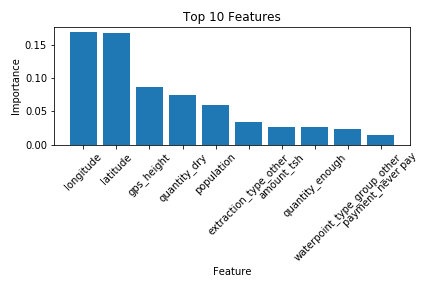 Top 10 Features
Importance
0.15
0.10
0.05
0.00
longitude
latitude
gps_height
quantity_dry
population
extraction_type_other
amount_tsh
quantity_enough
waterpoint_type_group_other
payment_never pay
Feature